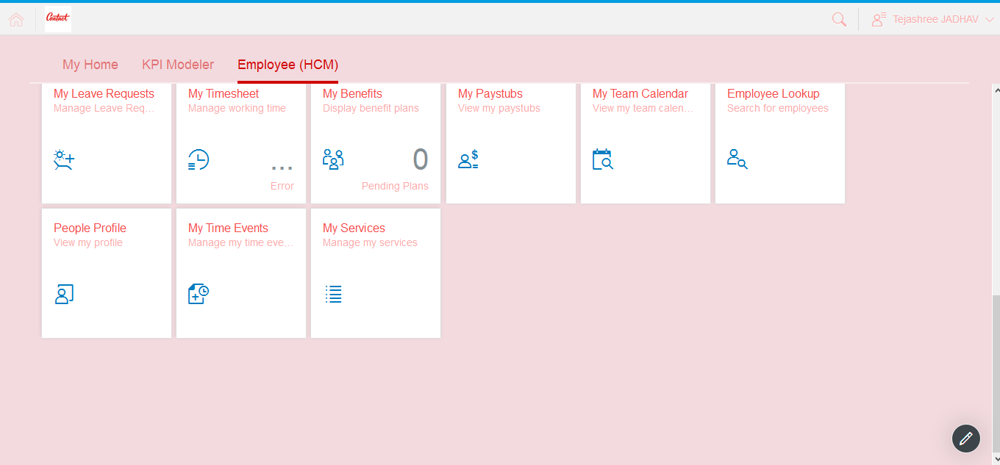 Contact
Tejashree JADHAV
My Home
KPI Modeler
Employee (HCM)
My Leave Requests
Manage Leave Req...
My Timesheet
Manage working time
...
Error
My Benefits
Display benefit plans
0
Pending Plans
My Paystubs
View my paystubs
$
My Team Calendar
View my team calen...
Employee Lookup
Search for employees
People Profile
View my profile
My Time Events
Manage my time eve...
My Services
Manage my services